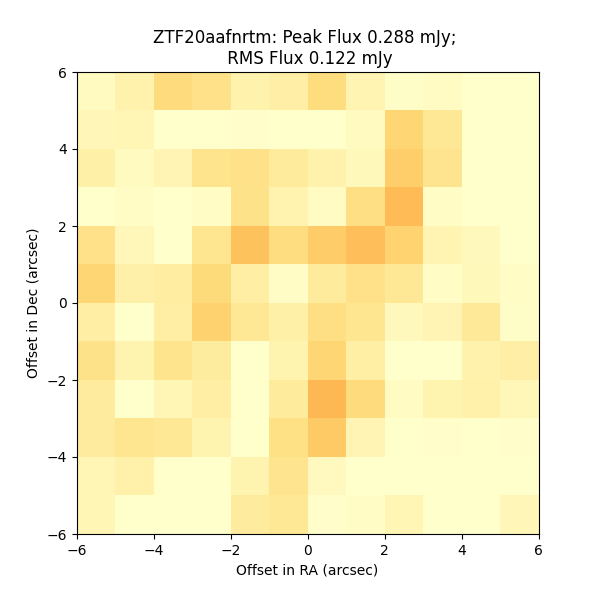 ZTF20aafnrtm: Peak Flux 0.288 mJy;
RMS Flux 0.122 mJy
6
4
2
0
−2
−4
−6
Offset in Dec (arcsec)
−6 −4 −2 0 2 4 6
Offset in RA (arcsec)